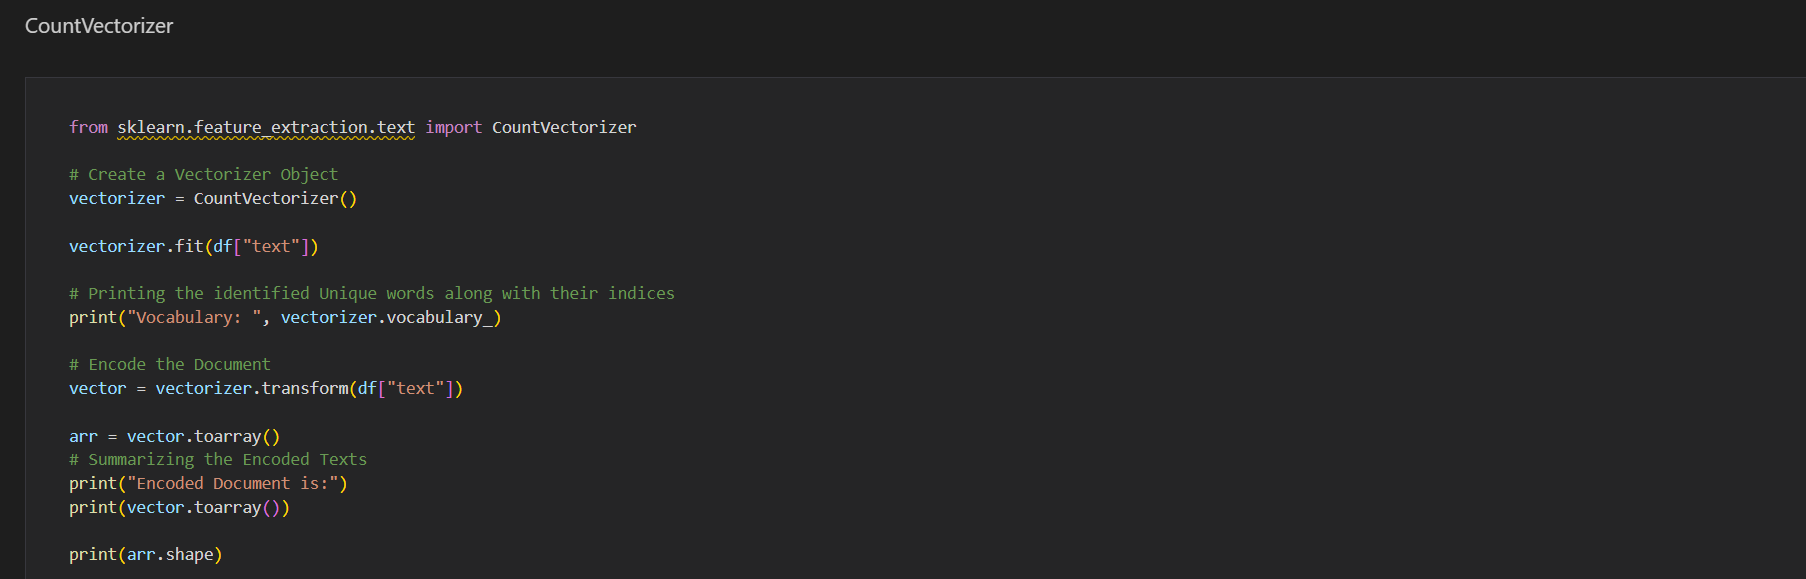 CountVectorizer
from sklearn.feature_extraction.text import CountVectorizer
# Create a Vectorizer Object
vectorizer = CountVectorizer()
vectorizer.fit(df["text"])
# Printing the identified Unique words along with their indices
print("Vocabulary: ", vectorizer.vocabulary_)
# Encode the Document
vector = vectorizer.transform(df["text"])
arr = vector.toarray()
# Summarizing the Encoded Texts
print("Encoded Document is:")
print(vector.toarray())
print(arr.shape)